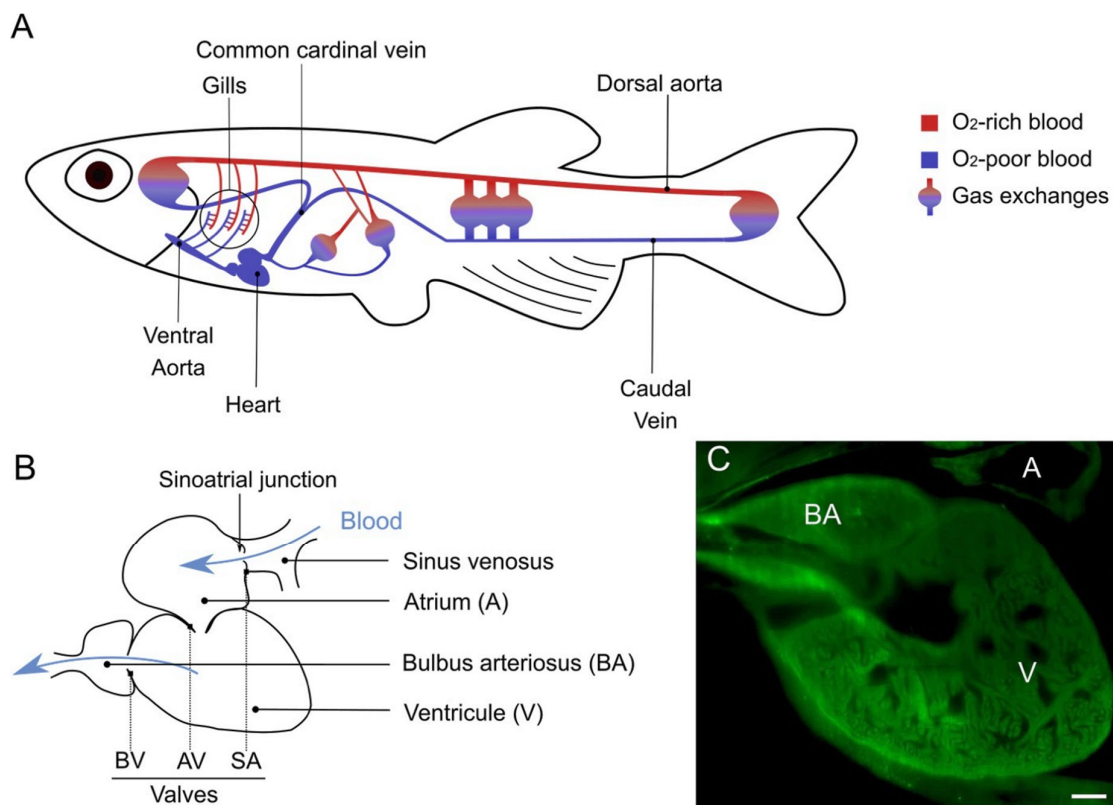 A
Common cardinal vein
Gills
Dorsal aorta
O2-rich blood
O2-poor blood
Gas exchanges
Ventral
Aorta
Heart
Caudal
Vein
B
Sinoatrial junction
Blood
Sinus venosus
Atrium (A)
Bulbus arteriosus (BA)
Ventricule (V)
BV AV SA
Valves
C
A
BA
V